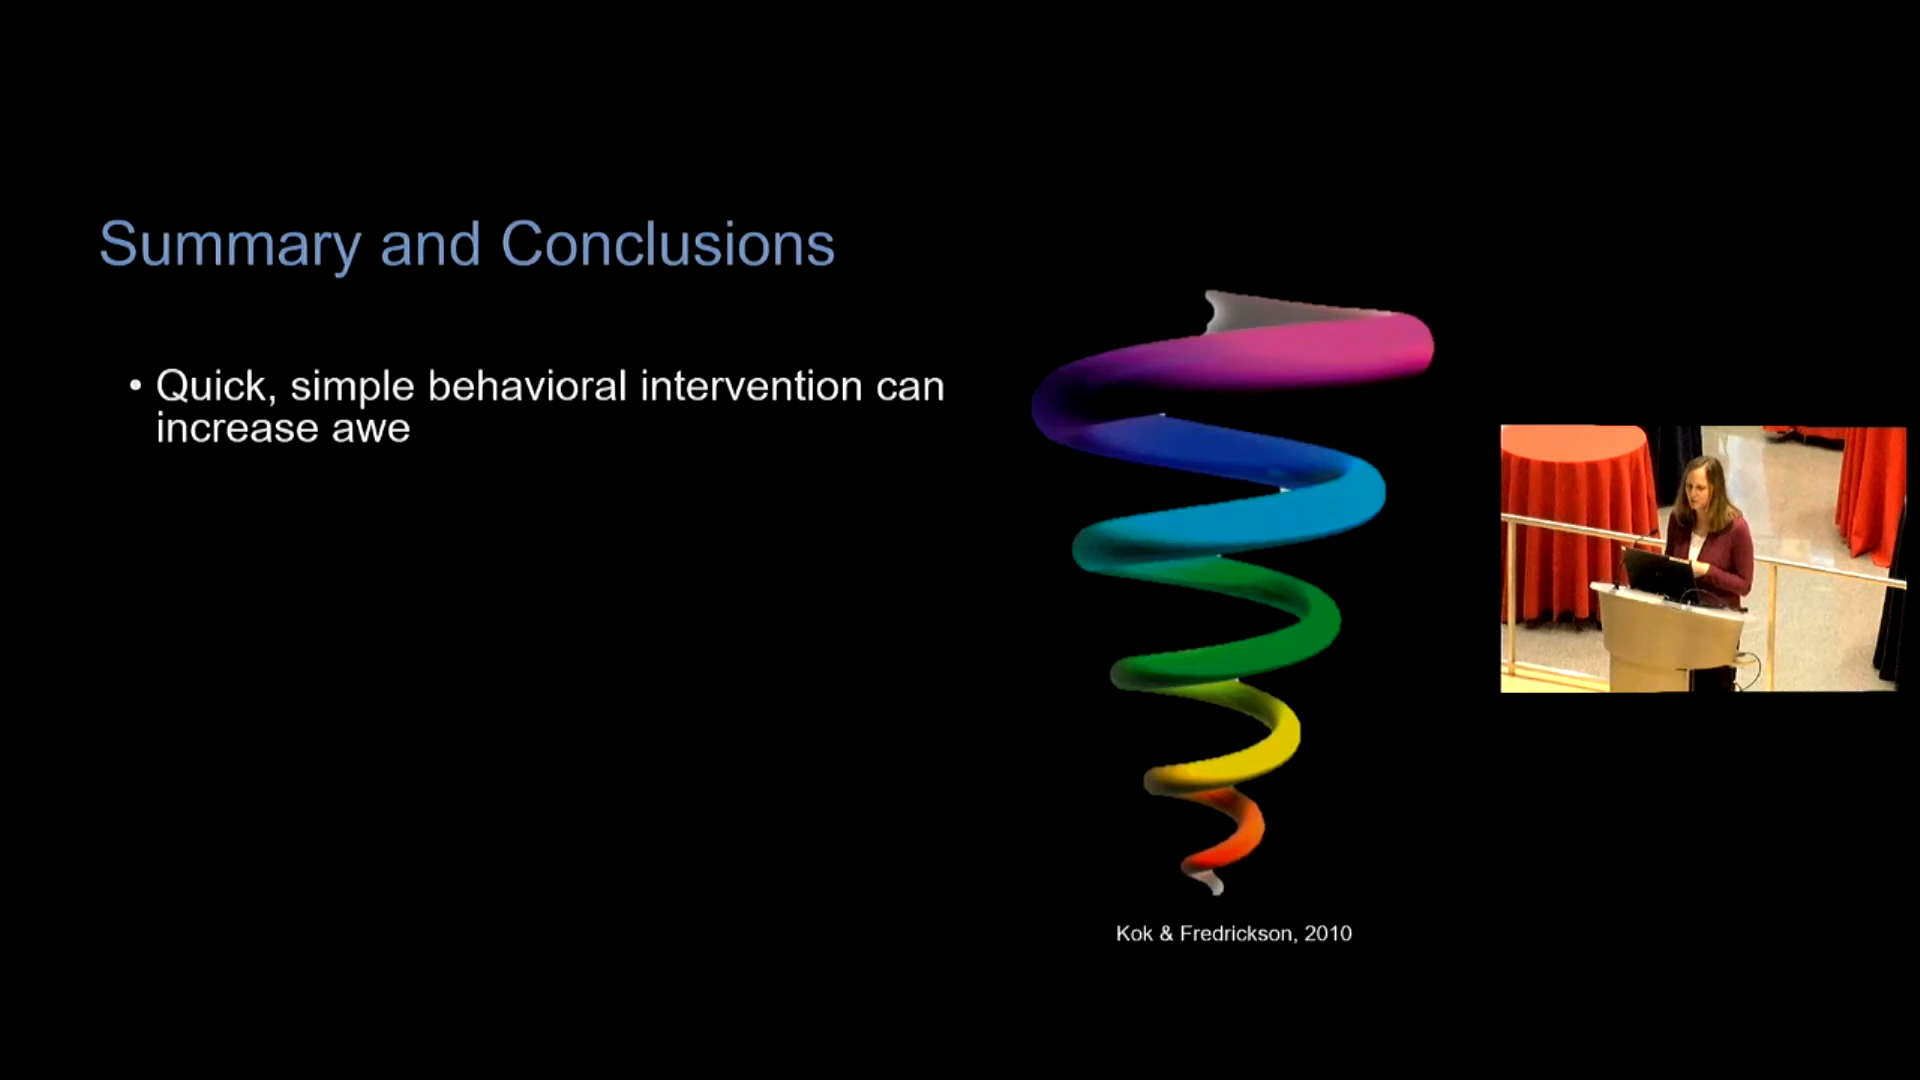 Summary and Conclusions
• Quick, simple behavioral intervention can
increase awe
Kok & Fredrickson, 2010